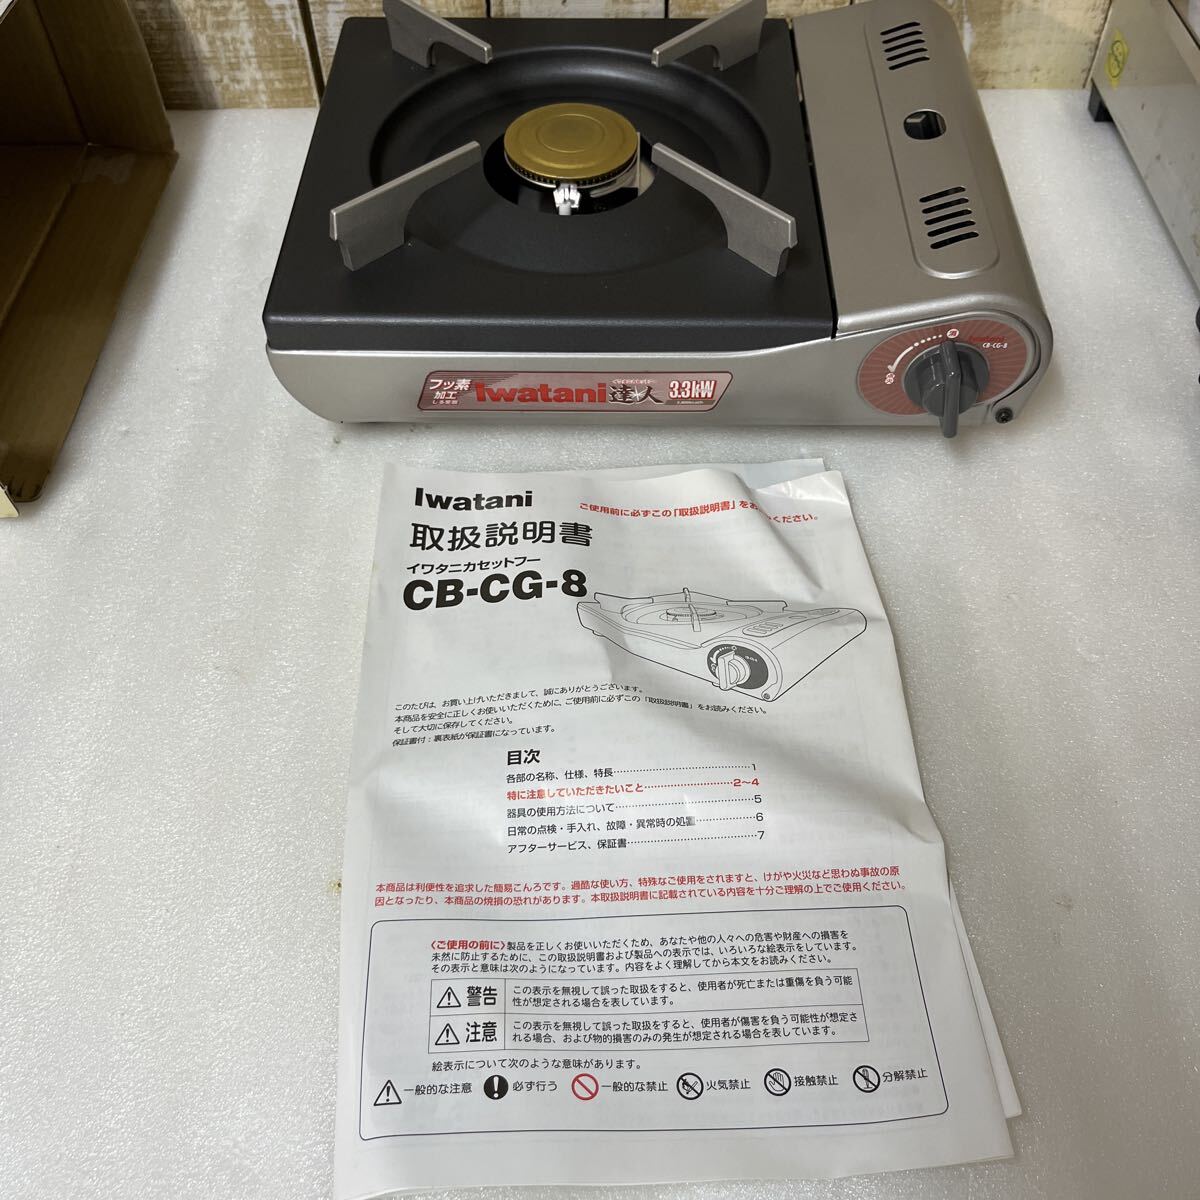 フッ素
加工
しる受皿
Iwatani 達人 3.3kW
消
Iwatani
CB-CG-8
Iwatani
ご使用前に必ずこの「取扱説明書」をお
ください。
取扱説明書
イワタニカセットフー
CB-CG-8
このたびは、お買い上げいただきまして、誠にありがとうございます。
本商品を安全に正しくお使いいただくために、ご使用前に必ずこの「取扱説明書」をお読みください。
そして大切に保存してください。
保証書付：裏表紙が保証書になっています。
目次
各部の名称、仕様、特長……………………1
特に注意していただきたいこと……………………2〜4
器具の使用方法について……………………5
日常の点検・手入れ、故障・異常時の処置……………………6
アフターサービス、保証書……………………7
本商品は利便性を追求した簡易こんろです。過酷な使い方、特殊なご使用をされますと、けがや火災など思わぬ事故の原
因となったり、本商品の焼損の恐れがあります。本取扱説明書に記載されている内容を十分ご理解の上でご使用ください。
〈ご使用の前に〉製品を正しくお使いいただくため、あなたや他の人々への危害や財産への損害を
未然に防止するために、この取扱説明書および製品への表示では、いろいろな絵表示をしています。
その表示と意味は次のようになっています。内容をよく理解してから本文をお読みください。
警告 この表示を無視して誤った取扱をすると、使用者が死亡または重傷を負う可能
性が想定される場合を表しています。
注意 この表示を無視して誤った取扱をすると、使用者が傷害を負う可能性が想定さ
れる場合、および物的損害のみの発生が想定される場合を表しています。
絵表示について次のような意味があります。
一般的な注意 必ず行う 一般的な禁止 火気禁止 接触禁止 分解禁止